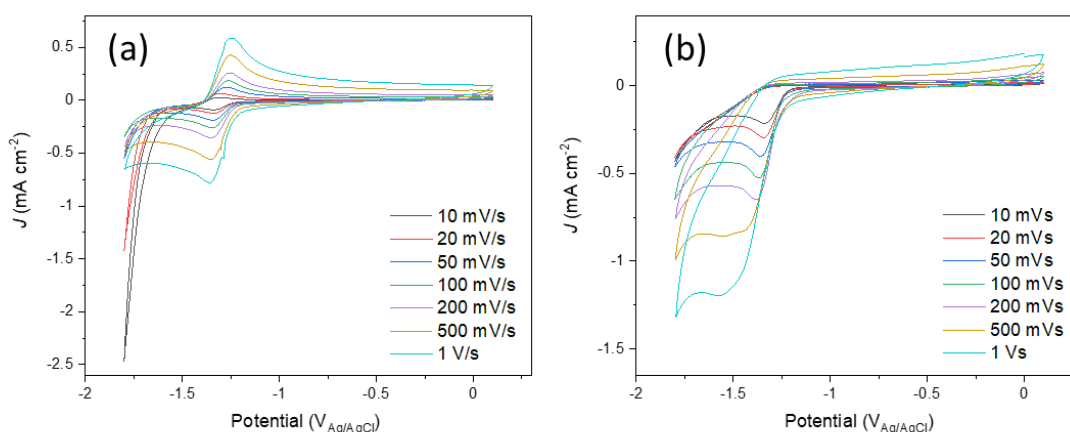 (a)
0.5
0
-0.5
-1
-1.5
-2
-2.5
J (mA cm-2)
10 mV/s
20 mV/s
50 mV/s
100 mV/s
200 mV/s
500 mV/s
1 V/s
-2 -1.5 -1 -0.5 0
Potential (VAg/AgCl)
(b)
0
-0.5
-1
-1.5
J (mA cm-2)
10 mVs
20 mVs
50 mVs
100 mVs
200 mVs
500 mVs
1 Vs
-2 -1.5 -1 -0.5 0
Potential (VAg/AgCl)